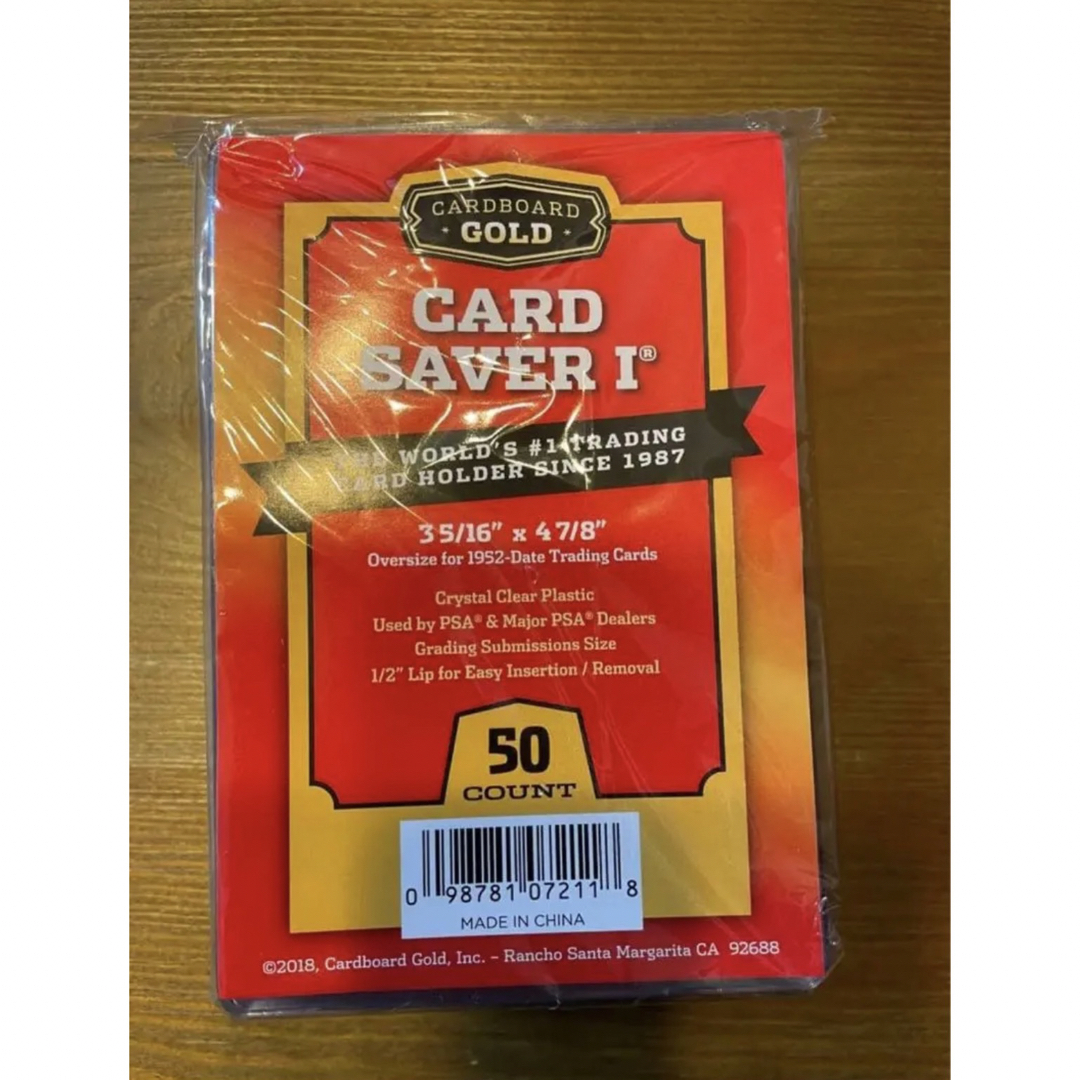 CARDBOARD
GOLD
CARD
SAVER I®
THE WORLD'S #1 TRADING
CARD HOLDER SINCE 1987
3 5/16" x 4 7/8"
Oversize for 1952-Date Trading Cards
Crystal Clear Plastic
Used by PSA® & Major PSA® Dealers
Grading Submissions Size
1/2" Lip for Easy Insertion / Removal
50
COUNT
0 98781 07211 8
MADE IN CHINA
©2018, Cardboard Gold, Inc. – Rancho Santa Margarita CA 92688